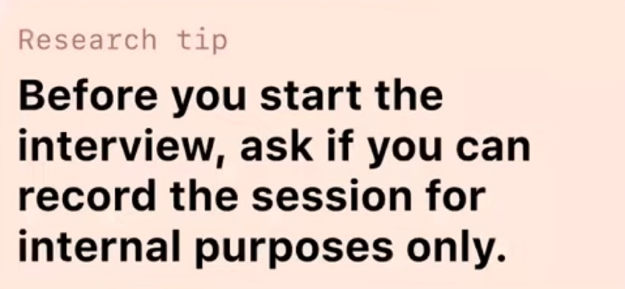 Research tip
Before you start the
interview, ask if you can
record the session for
internal purposes only.